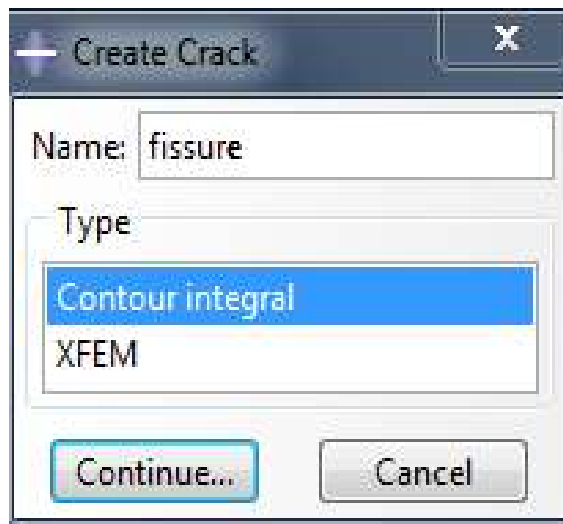 Create Crack
X
Name: fissure
Type
Contour integral
XFEM
Continue... Cancel